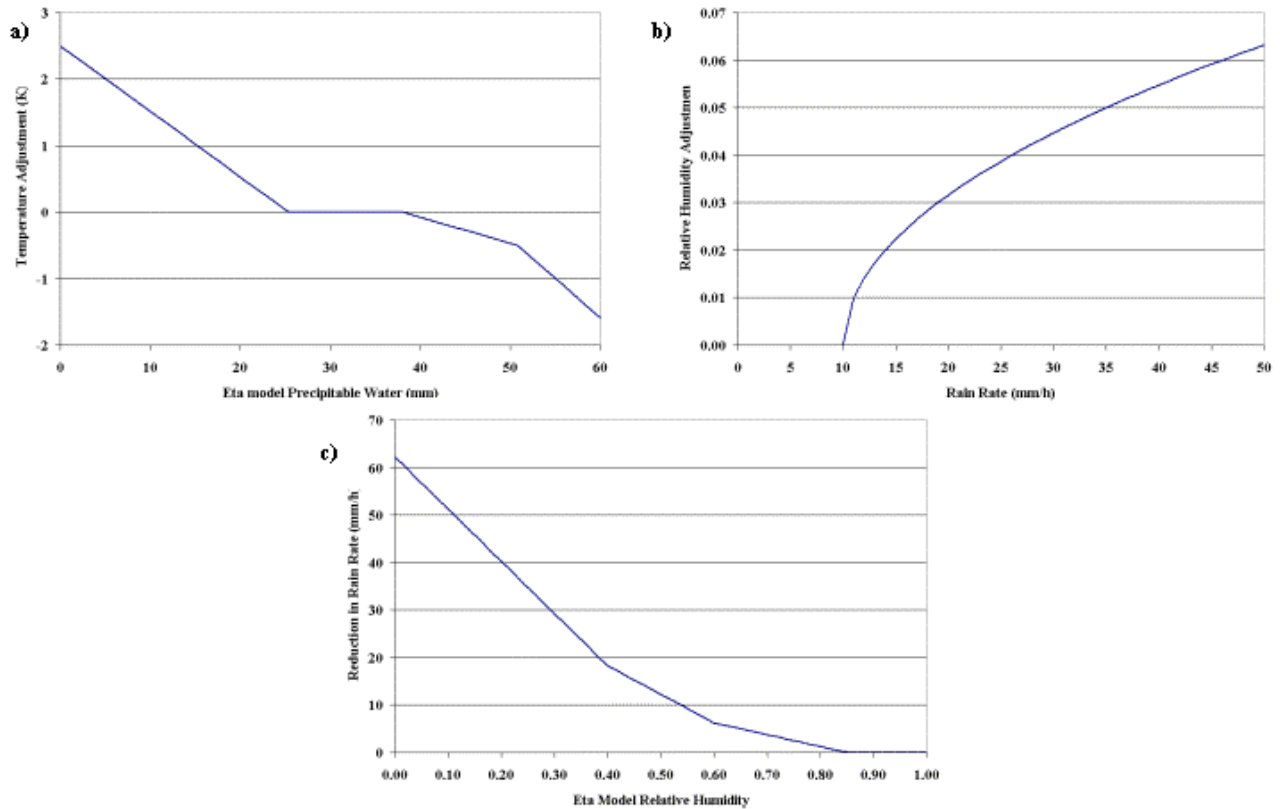 a)
Temperature Adjustment (K)
3
2
1
0
-1
-2
0 10 20 30 40 50 60
Eta model Precipitable Water (mm)
b)
Relative Humidity Adjustmen
0.07
0.06
0.05
0.04
0.03
0.02
0.01
0.00
0 5 10 15 20 25 30 35 40 45 50
Rain Rate (mm/h)
c)
Reduction in Rain Rate (mm/h
70
60
50
40
30
20
10
0
0.00 0.10 0.20 0.30 0.40 0.50 0.60 0.70 0.80 0.90 1.00
Eta Model Relative Humidity